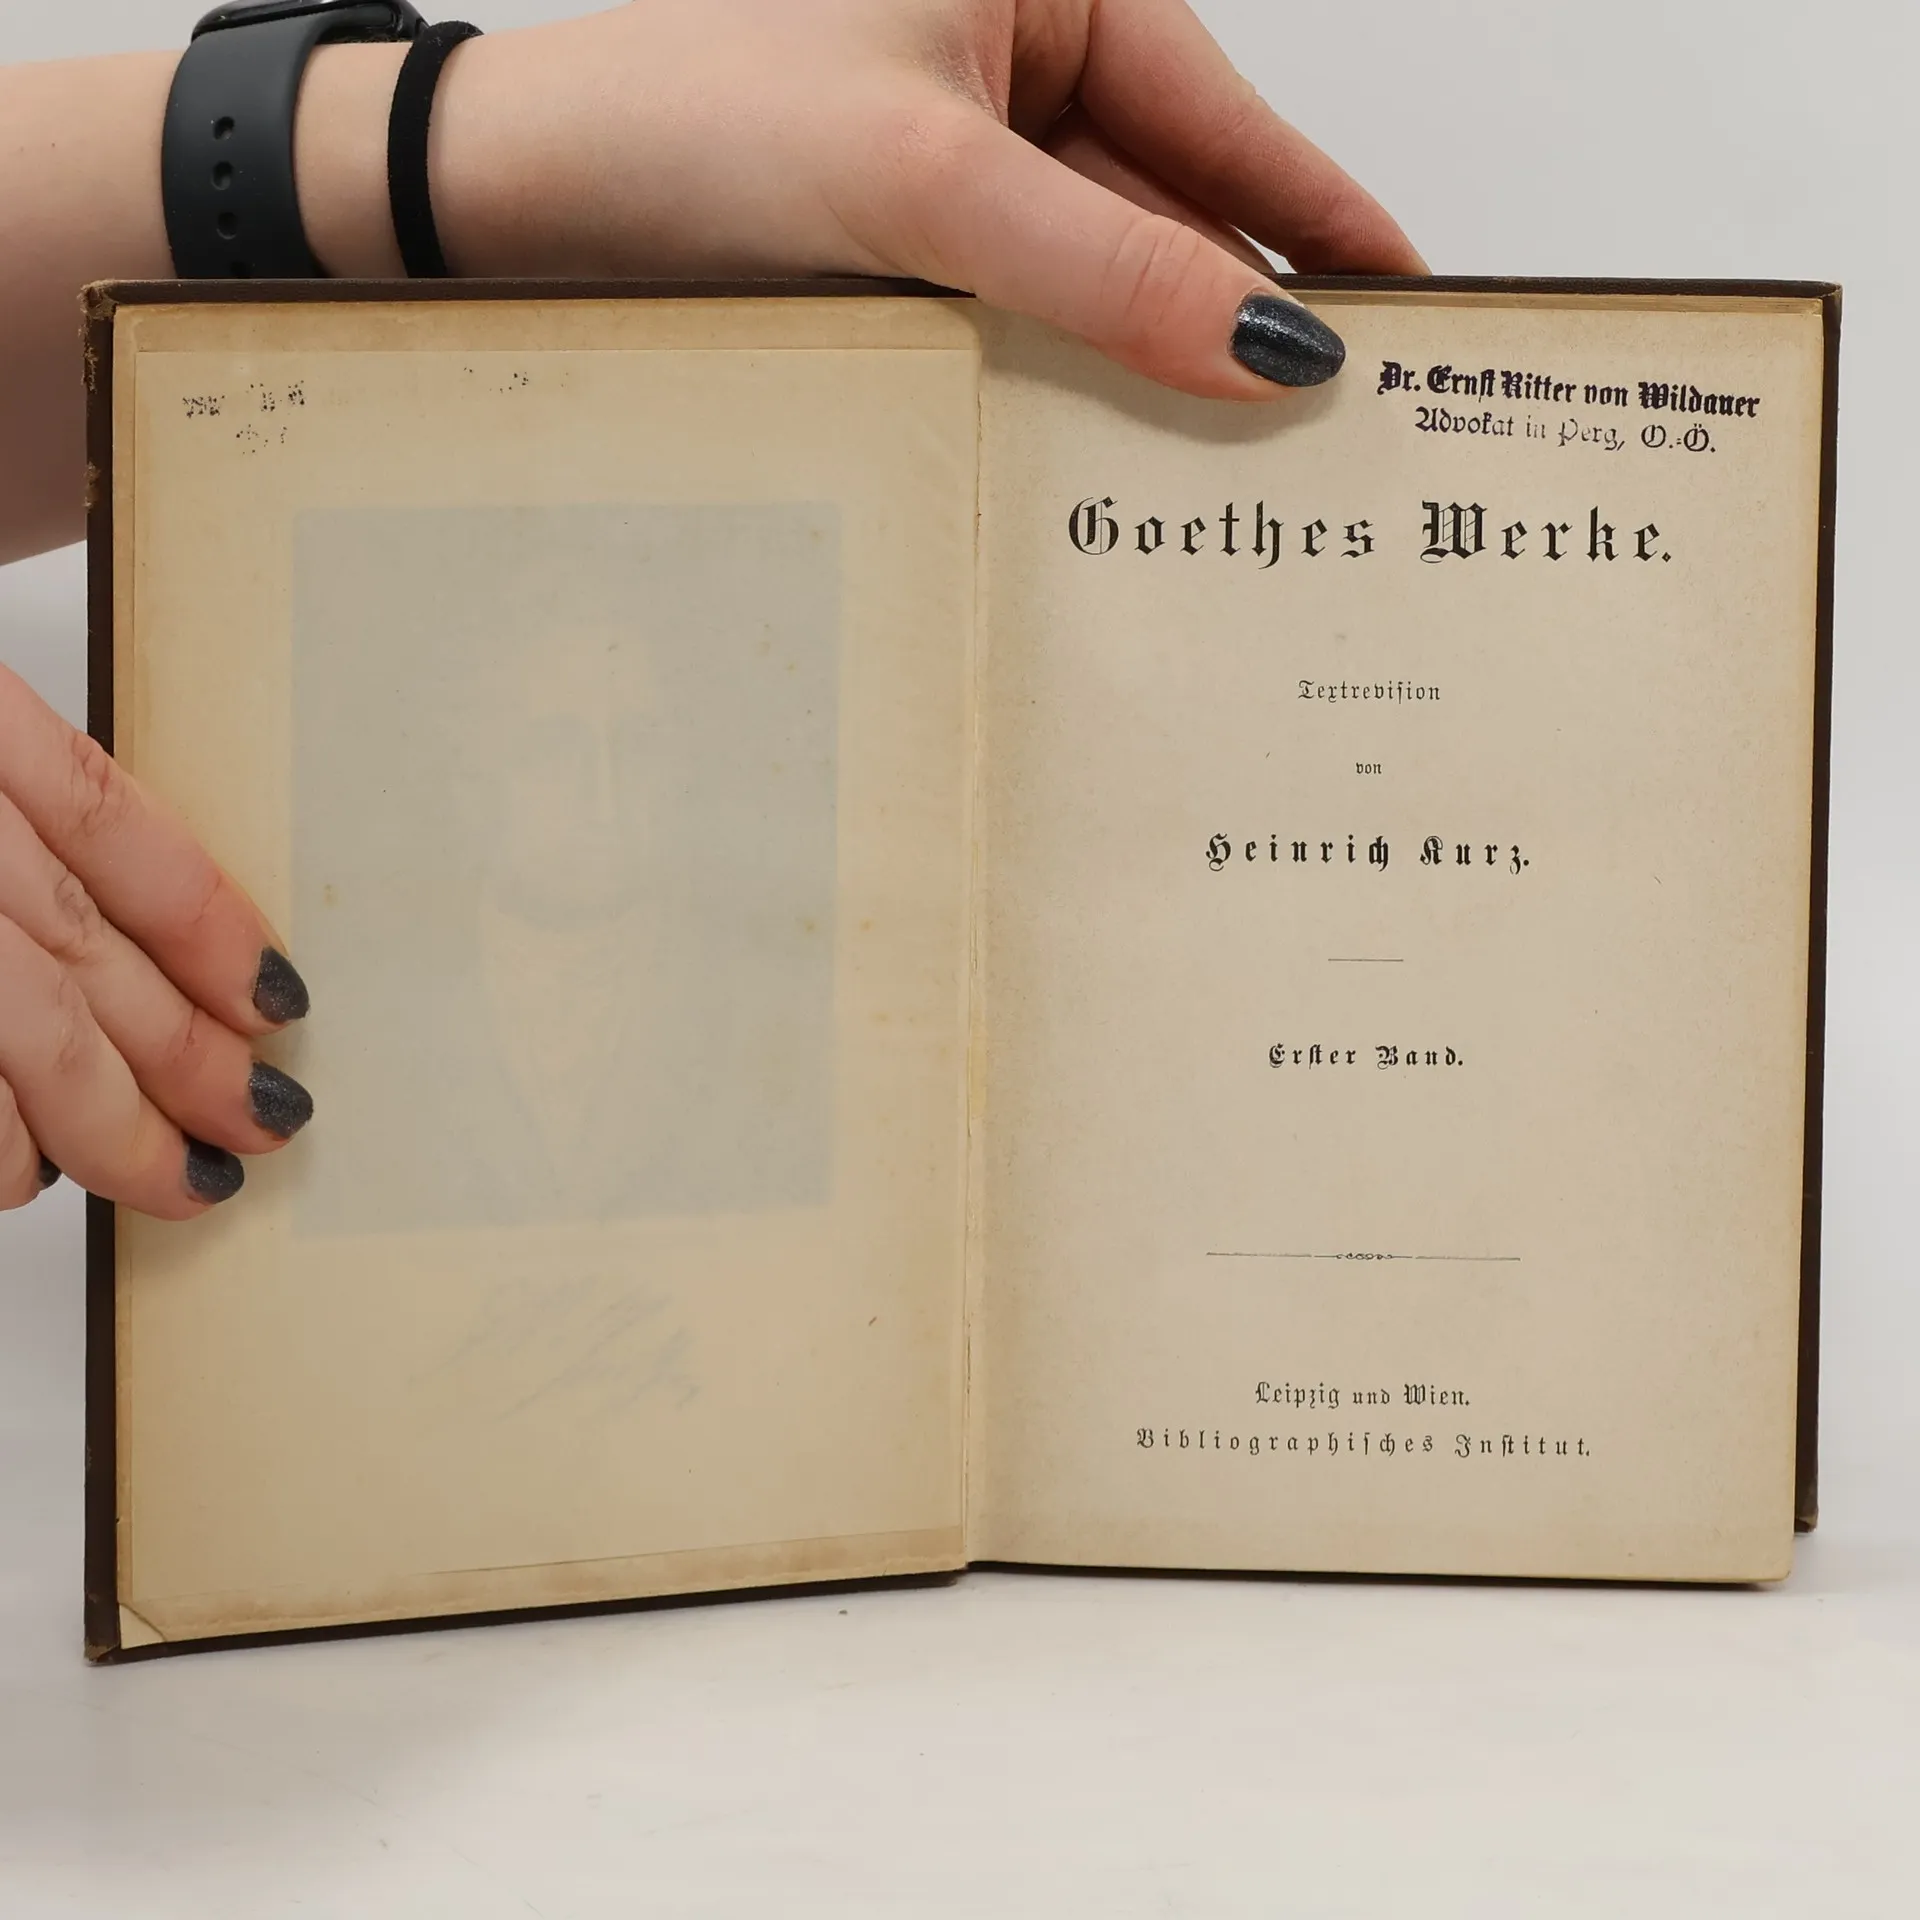 Dr. Ernst Ritter von Wildauer
Advokat in Perg, O.-Ö.
Goethes Werke.
Textrevision
von
Heinrich Kurz.
Erster Band.
Leipzig und Wien.
Bibliographisches Institut.